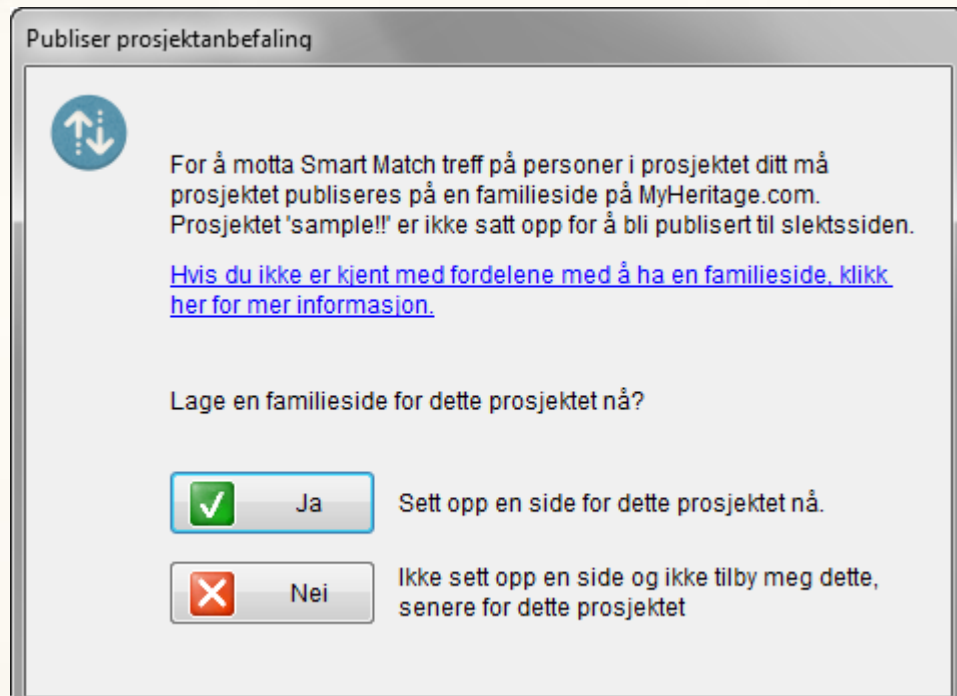 Publiser prosjektanbefaling
For å motta Smart Match treff på personer i prosjektet ditt må
prosjektet publiseres på en familieside på MyHeritage.com.
Prosjektet 'sample!!' er ikke satt opp for å bli publisert til slektssiden.
Hvis du ikke er kjent med fordelene med å ha en familieside, klikk
her for mer informasjon.
Lage en familieside for dette prosjektet nå?
Ja
Sett opp en side for dette prosjektet nå.
Nei
Ikke sett opp en side og ikke tilby meg dette,
senere for dette prosjektet